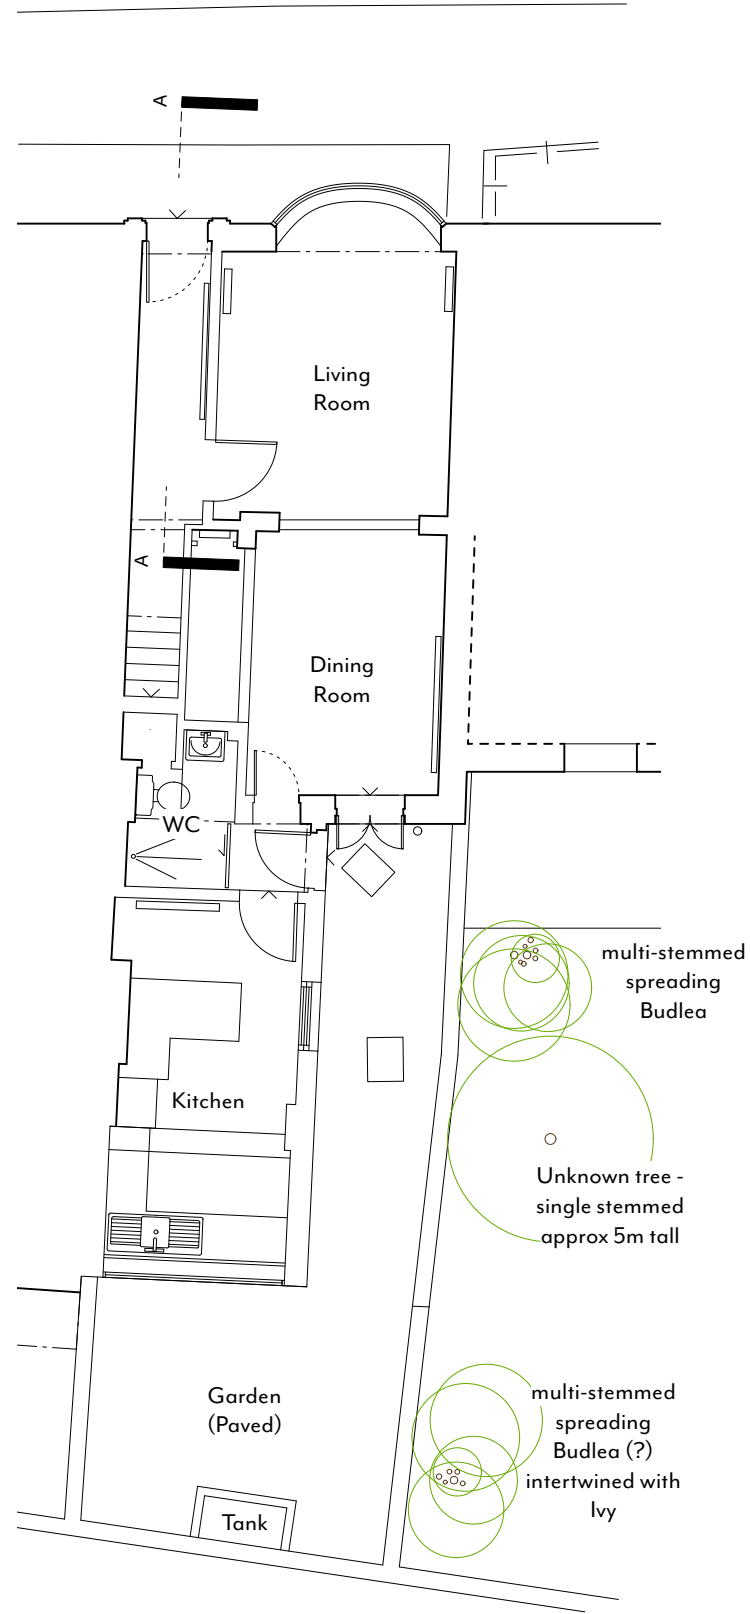 A
Living
Room
A
Dining
Room
WC
multi-stemmed
spreading
Budlea
Kitchen
Unknown tree -
single stemmed
approx 5m tall
Garden
(Paved)
multi-stemmed
spreading
Budlea (?)
intertwined with
Ivy
Tank